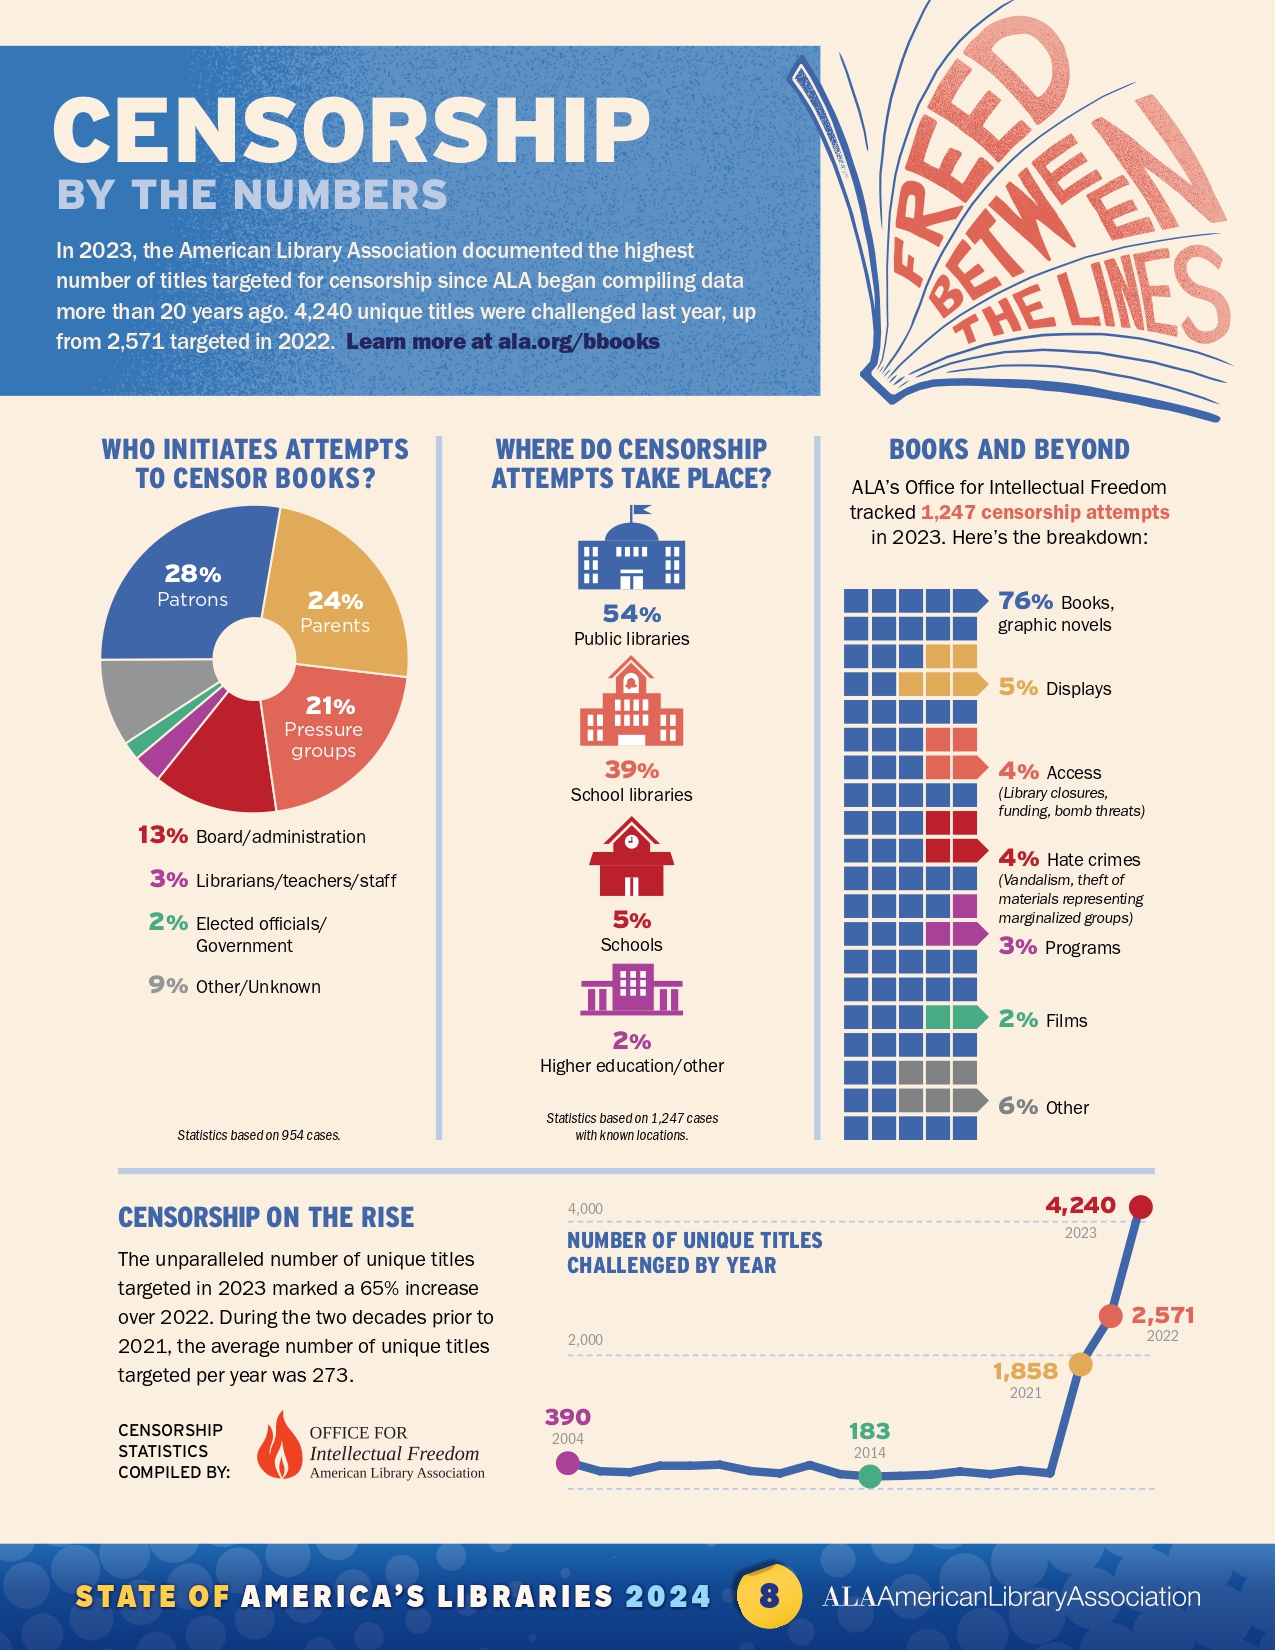 CENSORSHIP
BY THE NUMBERS
In 2023, the American Library Association documented the highest
number of titles targeted for censorship since ALA began compiling data
more than 20 years ago. 4,240 unique titles were challenged last year, up
from 2,571 targeted in 2022. Learn more at ala.org/bbooks
FREED
BETWEEN
THE LINES
WHO INITIATES ATTEMPTS
TO CENSOR BOOKS?
28%
Patrons
24%
Parents
21%
Pressure
groups
13% Board/administration
3% Librarians/teachers/staff
2% Elected officials/
Government
9% Other/Unknown
Statistics based on 954 cases.
WHERE DO CENSORSHIP
ATTEMPTS TAKE PLACE?
54%
Public libraries
39%
School libraries
5%
Schools
2%
Higher education/other
Statistics based on 1,247 cases
with known locations.
BOOKS AND BEYOND
ALA's Office for Intellectual Freedom
tracked 1,247 censorship attempts
in 2023. Here's the breakdown:
76% Books,
graphic novels
5% Displays
4% Access
(Library closures,
funding, bomb threats)
4% Hate crimes
(Vandalism, theft of
materials representing
marginalized groups)
3% Programs
2% Films
6% Other
CENSORSHIP ON THE RISE
The unparalleled number of unique titles
targeted in 2023 marked a 65% increase
over 2022. During the two decades prior to
2021, the average number of unique titles
targeted per year was 273.
CENSORSHIP
STATISTICS
COMPILED BY:
OFFICE FOR
Intellectual Freedom
American Library Association
4,000
NUMBER OF UNIQUE TITLES
CHALLENGED BY YEAR
2,000
390
2004
183
2014
1,858
2021
2,571
2022
4,240
2023
STATE OF AMERICA'S LIBRARIES 2024
8
ALAAmericanLibraryAssociation